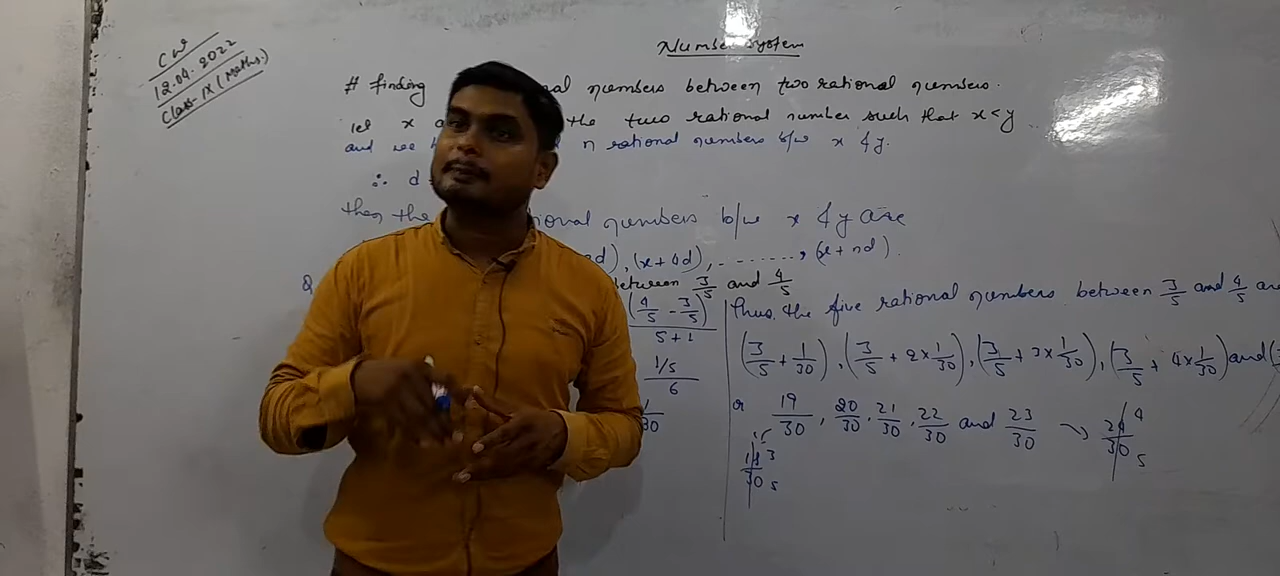 CW
12.04.2022
Class-IX (Maths.)
Number System
# finding al numbers between two rational numbers.
let x a the two rational number such that x < y
and we n rational numbers b/w x & y.
∴ d
then the ional numbers b/w x & y are
d), (x + 4d), ........, (x + nd).
Q between 3/5 and 4/5
(4/5 - 3/5) / 5+1
1/5 / 6
1/30
Thus, the five rational numbers between 3/5 and 4/5 are
(3/5 + 1/30), (3/5 + 2×1/30), (3/5 + 3×1/30), (3/5 + 4×1/30) and (
or 19/30, 20/30, 21/30, 22/30 and 23/30 → 24/30 4 5
18/30 3 5